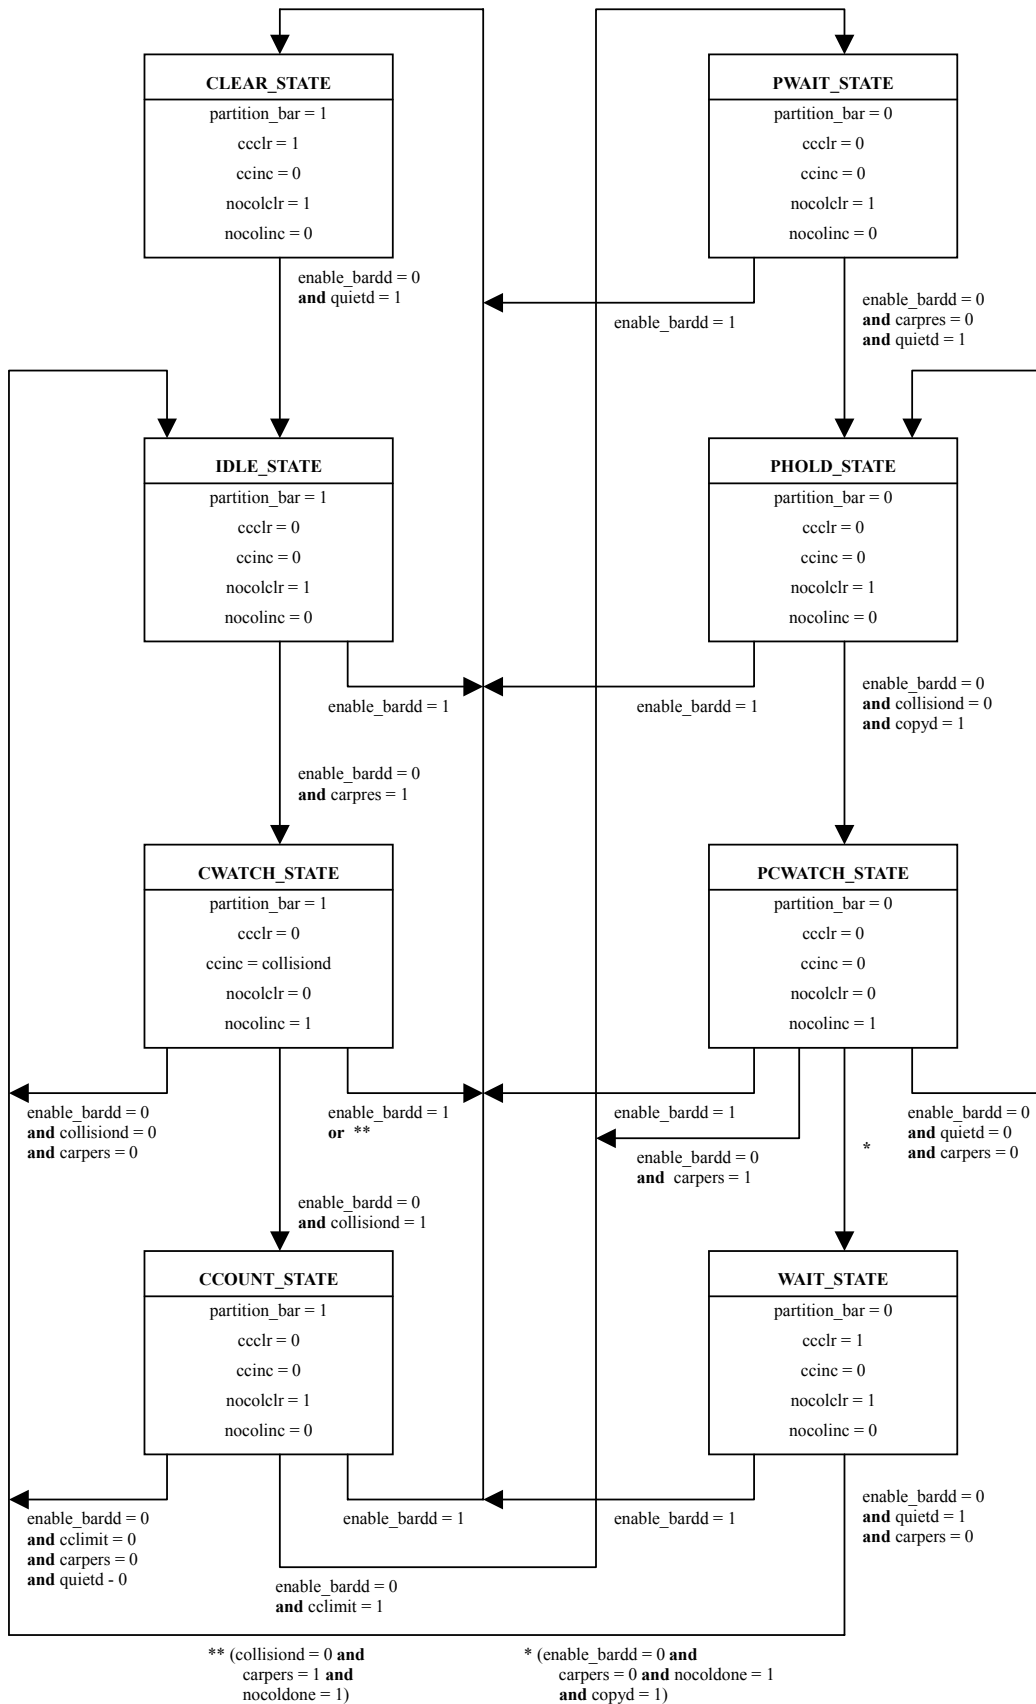 CLEAR_STATE
partition_bar = 1
ccclr = 1
ccinc = 0
nocolclr = 1
nocolinc = 0
enable_bardd = 0
and quietd = 1
IDLE_STATE
partition_bar = 1
ccclr = 0
ccinc = 0
nocolclr = 1
nocolinc = 0
enable_bardd = 1
enable_bardd = 0
and carpres = 1
CWATCH_STATE
partition_bar = 1
ccclr = 0
ccinc = collisiond
nocolclr = 0
nocolinc = 1
enable_bardd = 0
and collisiond = 0
and carpers = 0
enable_bardd = 1
or **
enable_bardd = 0
and collisiond = 1
CCOUNT_STATE
partition_bar = 1
ccclr = 0
ccinc = 0
nocolclr = 1
nocolinc = 0
enable_bardd = 0
and cclimit = 0
and carpers = 0
and quietd - 0
enable_bardd = 1
enable_bardd = 0
and cclimit = 1
PWAIT_STATE
partition_bar = 0
ccclr = 0
ccinc = 0
nocolclr = 1
nocolinc = 0
enable_bardd = 1
enable_bardd = 0
and carpres = 0
and quietd = 1
PHOLD_STATE
partition_bar = 0
ccclr = 0
ccinc = 0
nocolclr = 1
nocolinc = 0
enable_bardd = 1
enable_bardd = 0
and collisiond = 0
and copyd = 1
PCWATCH_STATE
partition_bar = 0
ccclr = 0
ccinc = 0
nocolclr = 0
nocolinc = 1
enable_bardd = 1
enable_bardd = 0
and carpers = 1
*
enable_bardd = 0
and quietd = 0
and carpers = 0
WAIT_STATE
partition_bar = 0
ccclr = 1
ccinc = 0
nocolclr = 1
nocolinc = 0
enable_bardd = 1
enable_bardd = 0
and quietd = 1
and carpers = 0
** (collisiond = 0 and
carpers = 1 and
nocoldone = 1)
* (enable_bardd = 0 and
carpers = 0 and nocoldone = 1
and copyd = 1)